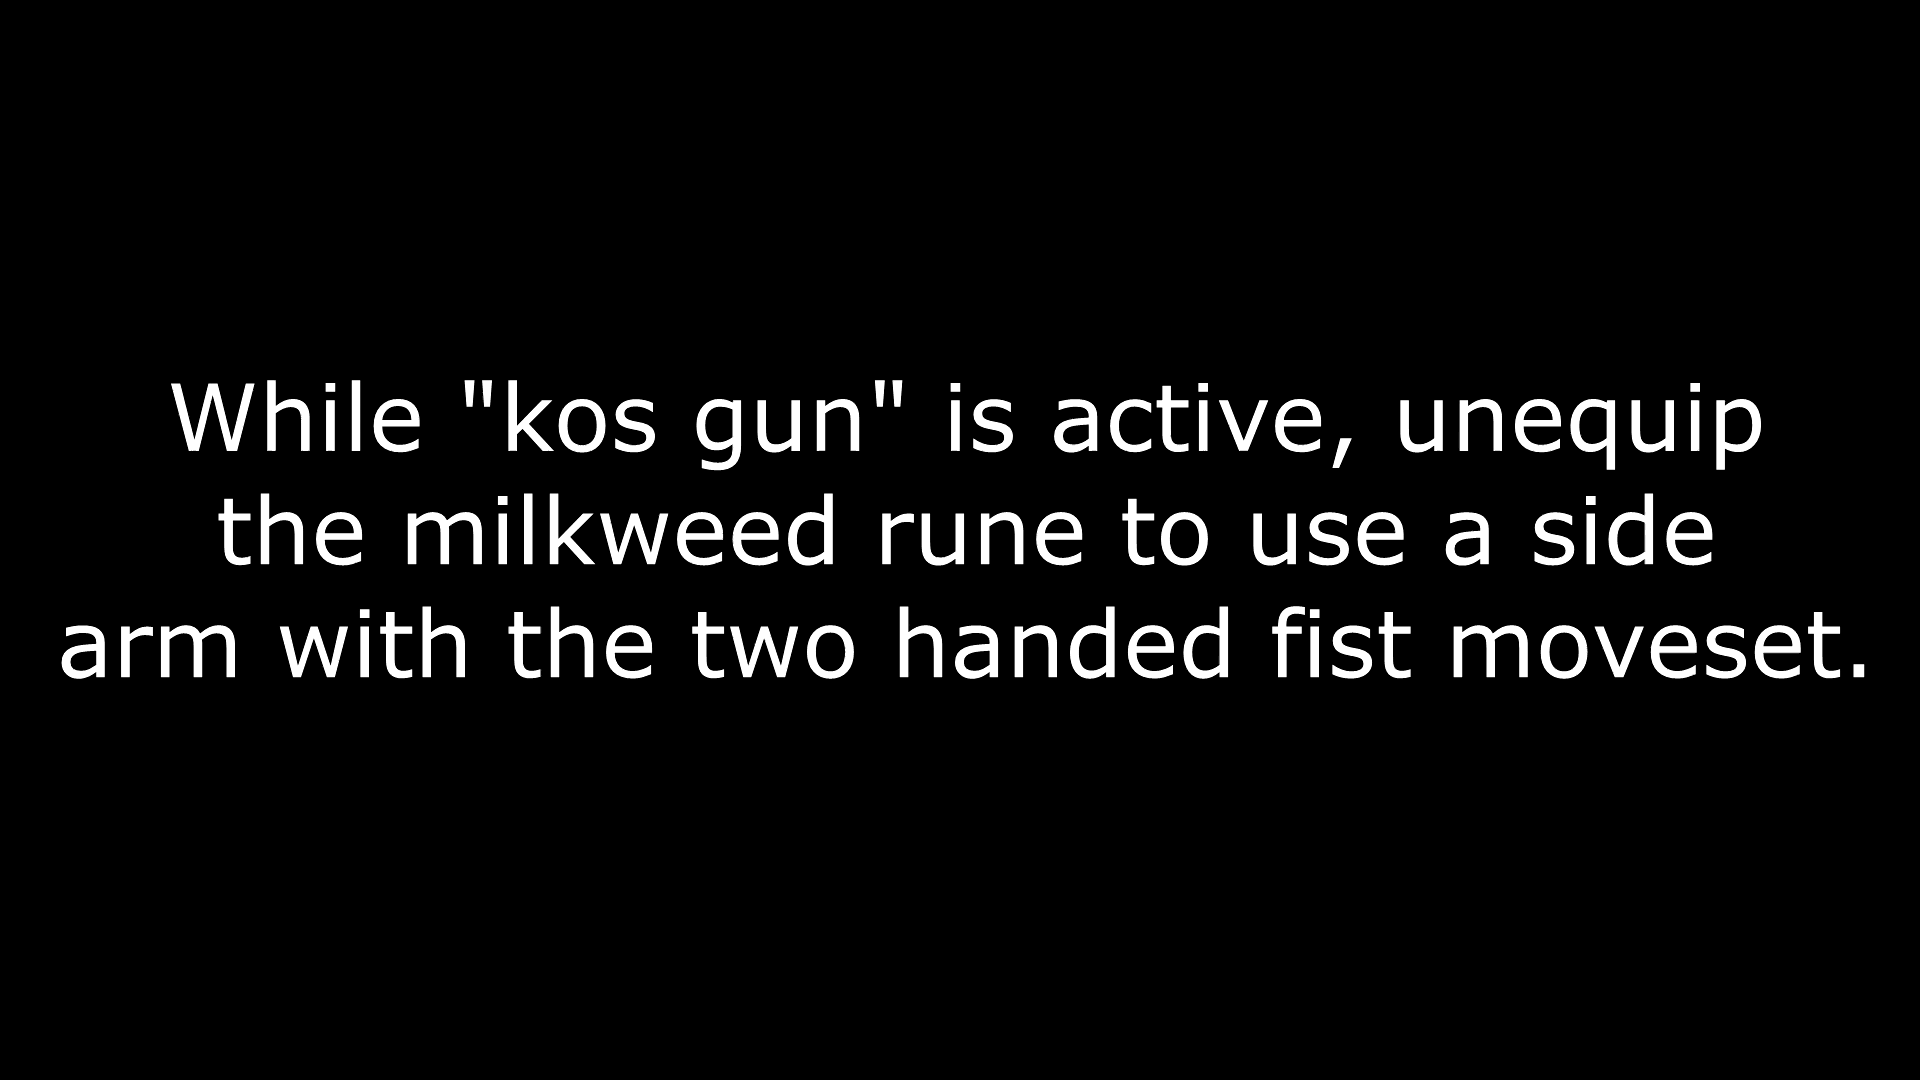 While "kos gun" is active, unequip
the milkweed rune to use a side
arm with the two handed fist moveset.